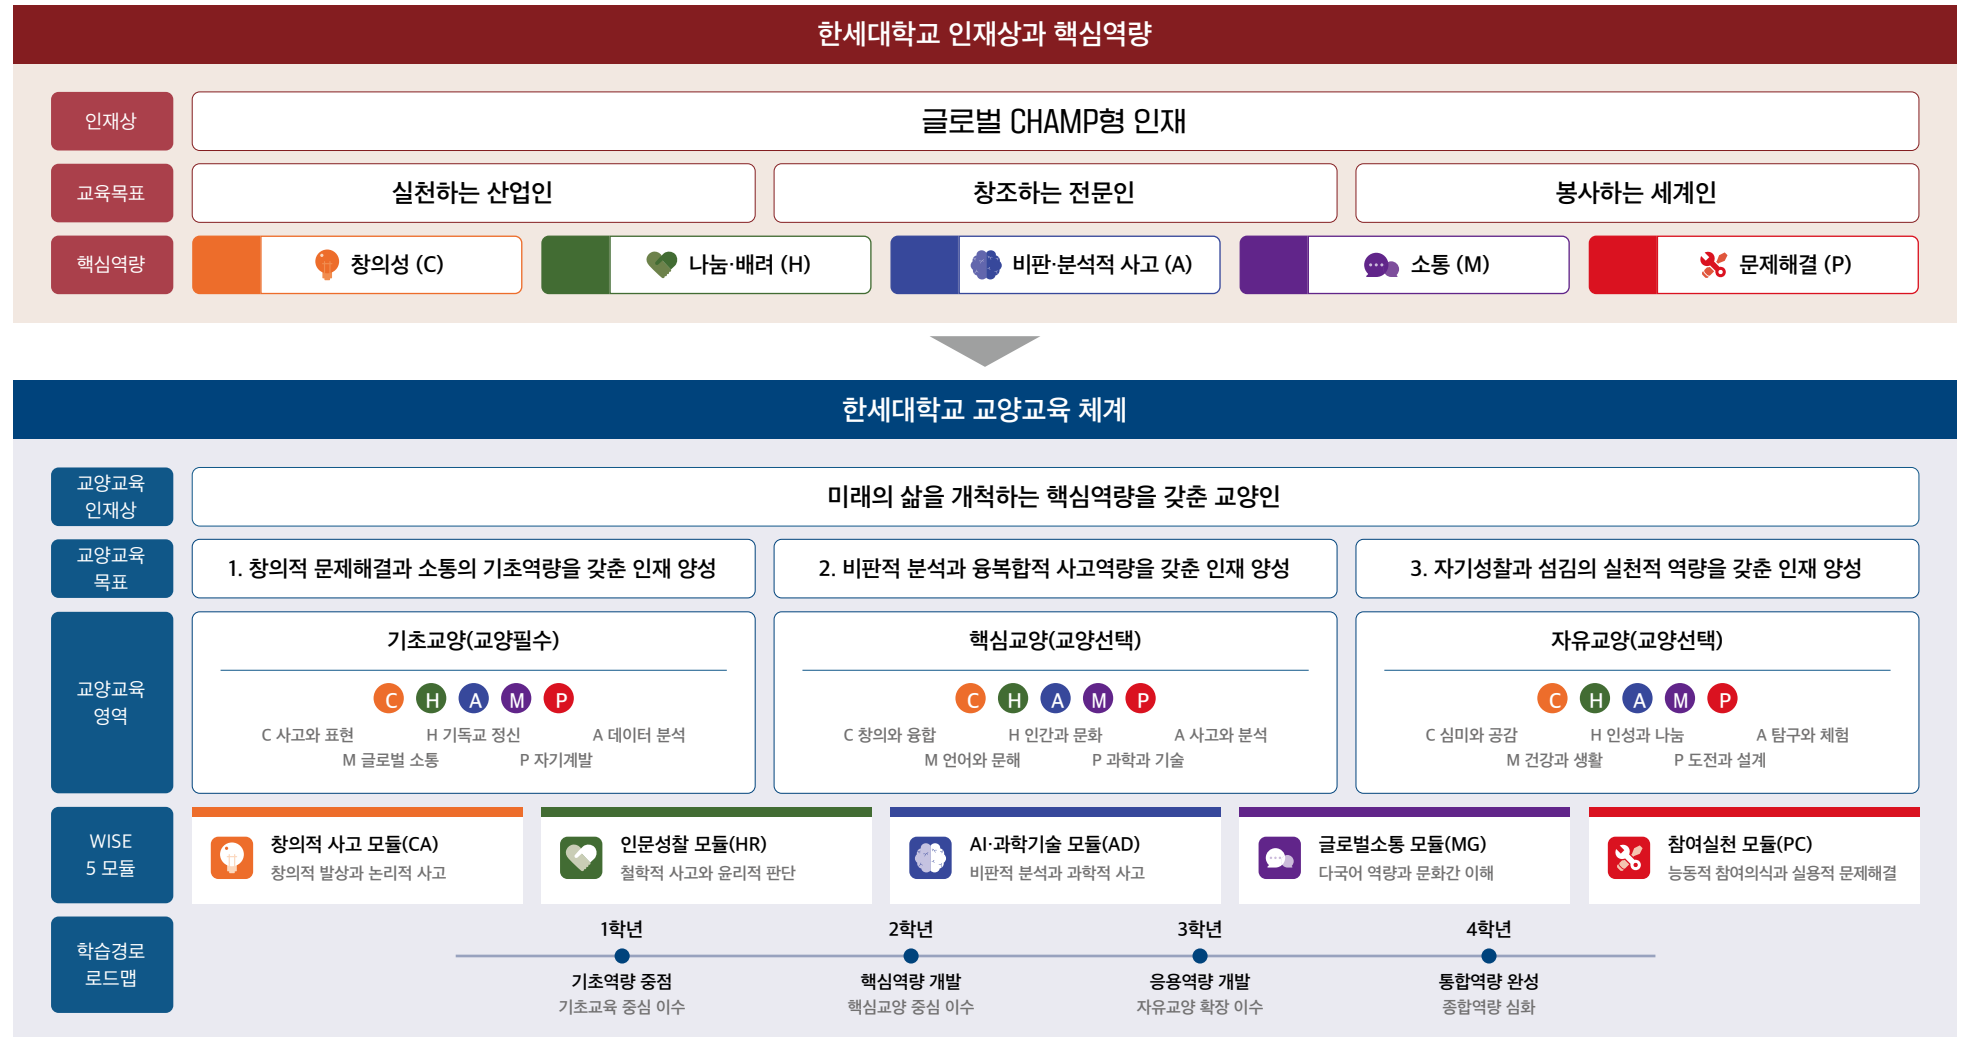 한세대학교 인재상과 핵심역량
인재상
글로벌 CHAMP형 인재
교육목표
실천하는 산업인
창조하는 전문인
봉사하는 세계인
핵심역량
창의성 (C)
나눔·배려 (H)
비판·분석적 사고 (A)
소통 (M)
문제해결 (P)
한세대학교 교양교육 체계
교양교육
인재상
미래의 삶을 개척하는 핵심역량을 갖춘 교양인
교양교육
목표
1. 창의적 문제해결과 소통의 기초역량을 갖춘 인재 양성
2. 비판적 분석과 융복합적 사고역량을 갖춘 인재 양성
3. 자기성찰과 섬김의 실천적 역량을 갖춘 인재 양성
교양교육
영역
기초교양(교양필수)
C H A M P
C 사고와 표현 H 기독교 정신 A 데이터 분석
M 글로벌 소통 P 자기계발
핵심교양(교양선택)
C H A M P
C 창의와 융합 H 인간과 문화 A 사고와 분석
M 언어와 문해 P 과학과 기술
자유교양(교양선택)
C H A M P
C 심미와 공감 H 인성과 나눔 A 탐구와 체험
M 건강과 생활 P 도전과 설계
WISE
5 모듈
창의적 사고 모듈(CA)
창의적 발상과 논리적 사고
인문성찰 모듈(HR)
철학적 사고와 윤리적 판단
AI·과학기술 모듈(AD)
비판적 분석과 과학적 사고
글로벌소통 모듈(MG)
다국어 역량과 문화간 이해
참여실천 모듈(PC)
능동적 참여의식과 실용적 문제해결
학습경로
로드맵
1학년
기초역량 중점
기초교육 중심 이수
2학년
핵심역량 개발
핵심교양 중심 이수
3학년
응용역량 개발
자유교양 확장 이수
4학년
통합역량 완성
종합역량 심화